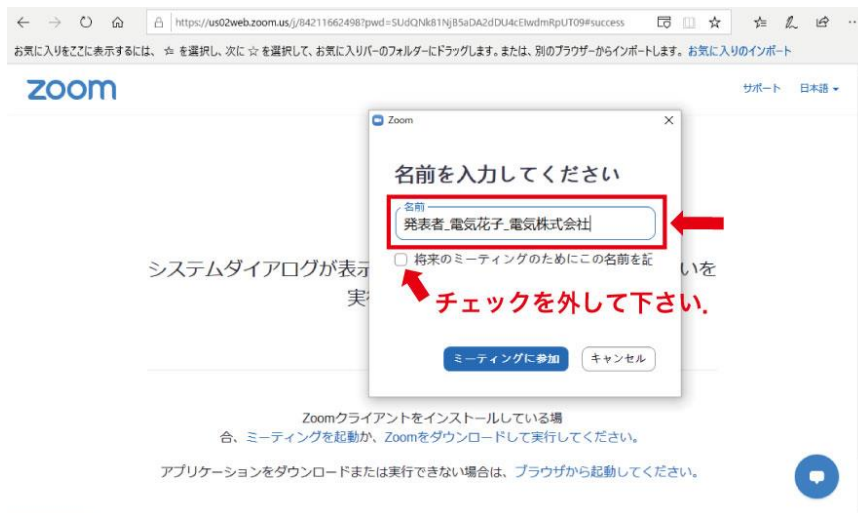 https://us02web.zoom.us/j/84211662498?pwd=SUdQNk81NjB5aDA2dDU4cEIwdmRpUT09#success
お気に入りをここに表示するには、☆ を選択し、次に ☆ を選択して、お気に入りバーのフォルダーにドラッグします。または、別のブラウザーからインポートします。お気に入りのインポート
zoom
サポート 日本語
Zoom
名前を入力してください
名前
発表者_電気花子_電気株式会社
将来のミーティングのためにこの名前を記
チェックを外して下さい.
システムダイアログが表示 いを
実
ミーティングに参加 キャンセル
Zoomクライアントをインストールしている場
合、ミーティングを起動か、Zoomをダウンロードして実行してください。
アプリケーションをダウンロードまたは実行できない場合は、ブラウザから起動してください。